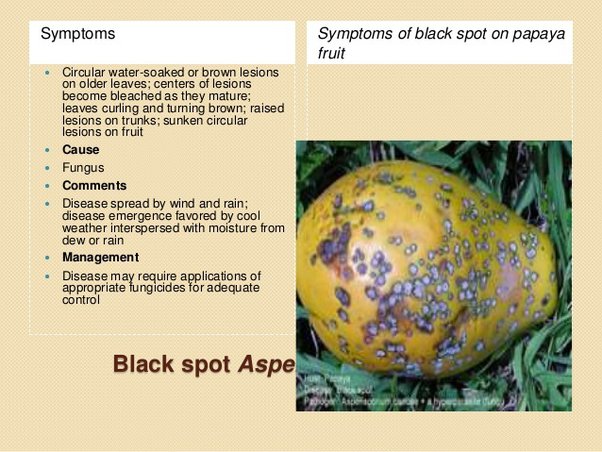 Symptoms
Symptoms of black spot on papaya
fruit
Circular water-soaked or brown lesions
on older leaves; centers of lesions
become bleached as they mature;
leaves curling and turning brown; raised
lesions on trunks; sunken circular
lesions on fruit
Cause
Fungus
Comments
Disease spread by wind and rain;
disease emergence favored by cool
weather interspersed with moisture from
dew or rain
Management
Disease may require applications of
appropriate fungicides for adequate
control
Black spot Aspe
Host: Papaya
Disease: Black spot
Pathogen: Asperisporium caricae + a hyperparasite (fungu